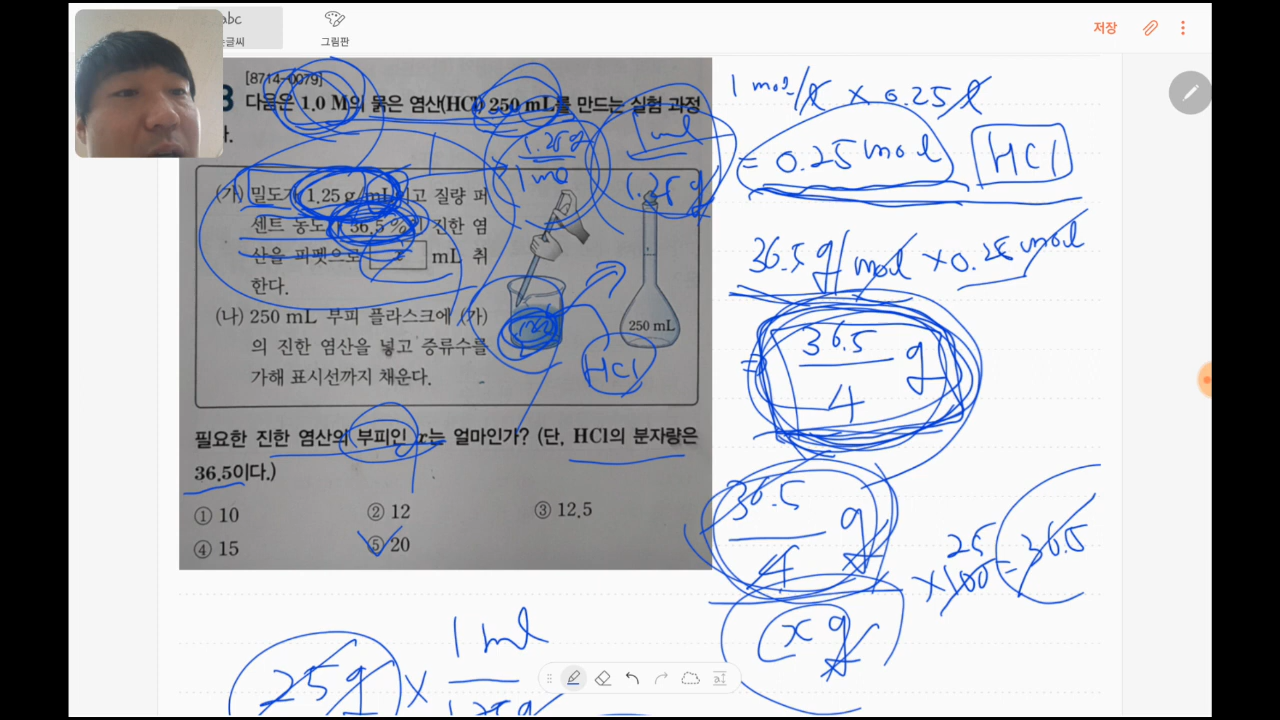 abc
손글씨
그림판
저장
[8714-0079]
3 다음은 1.0 M의 묽은 염산(HCl) 250 mL를 만드는 실험 과정
다.
(가) 밀도가 1.25 g/mL이고 질량 퍼
센트 농도가 36.5%인 진한 염
산을 피펫으로 x mL 취
한다.
(나) 250 mL 부피 플라스크에 (가)
의 진한 염산을 넣고 증류수를
가해 표시선까지 채운다.
1.25g
1ml
1ml
1.25g
250 mL
HCl
필요한 진한 염산의 부피인 x는 얼마인가? (단, HCl의 분자량은
36.5이다.)
① 10 ② 12 ③ 12.5
④ 15 ⑤ 20
1 mol/l × 0.25 l
= 0.25 mol HCl
36.5 g/mol × 0.25 mol
= 36.5/4 g
36.5/4 g
x g
×100 = 36.5
25
25g × 1ml
1.25g